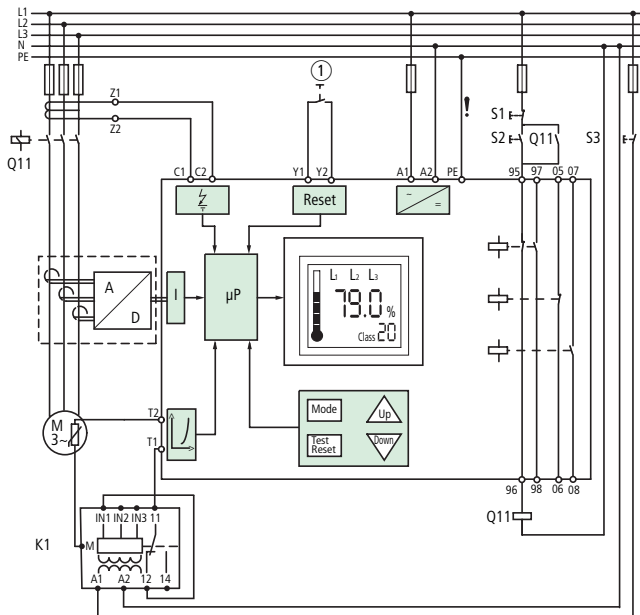 L1
L2
L3
N
PE
Z1
Z2
1
!
S1
S2
Q11
S3
Q11
C1 C2
Y1 Y2
A1 A2 PE
95 97 05 07
Reset
~
=
L1 L2 L3
79.0 %
Class 20
A
D
I
µP
M
3~
T2
T1
Mode
Up
Test
Reset
Down
96 98 06 08
Q11
K1
IN1 IN2 IN3 11
M
A1 A2 12 14